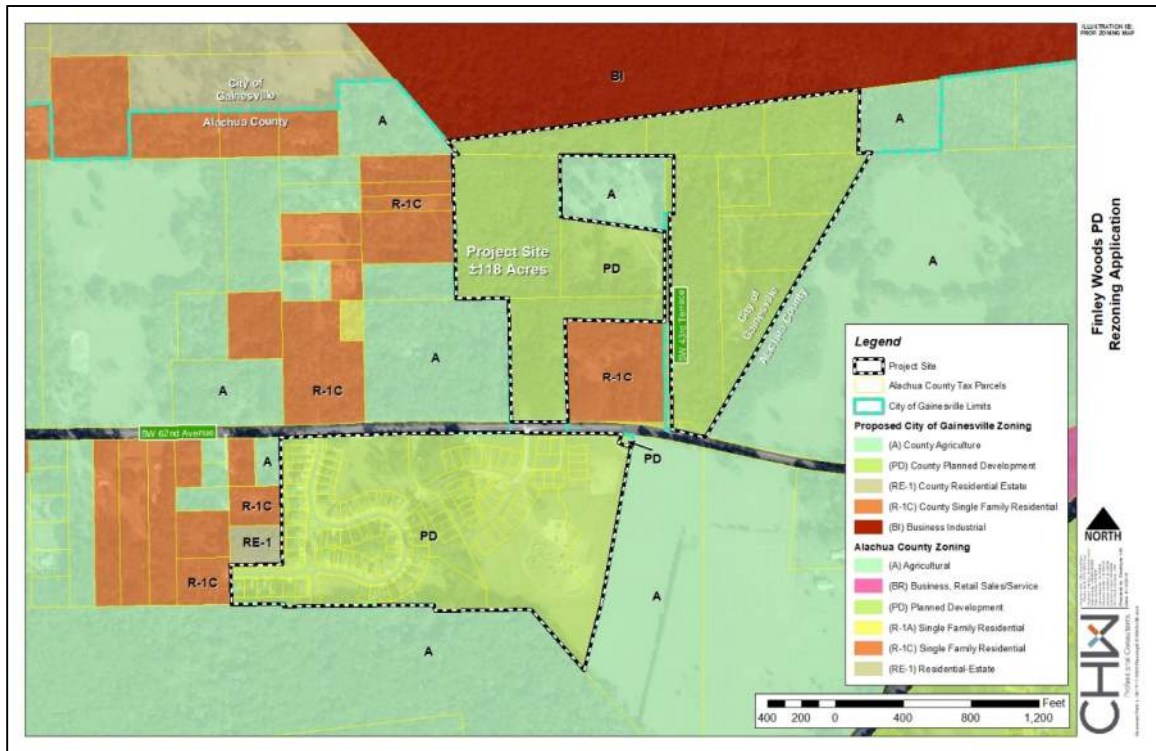 ILLUSTRATION 5B:
PROP. ZONING MAP
Finley Woods PD
Rezoning Application
BI
City of
Gainesville
Alachua County
A
A
R-1C
A
Project Site
±118 Acres
PD
A
City of
Gainesville
Alachua County
SW 43rd Terrace
A
R-1C
A
R-1C
SW 62nd Avenue
A
PD
R-1C
RE-1
PD
R-1C
A
A
Legend
Project Site
Alachua County Tax Parcels
City of Gainesville Limits
Proposed City of Gainesville Zoning
(A) County Agriculture
(PD) County Planned Development
(RE-1) County Residential Estate
(R-1C) County Single Family Residential
(BI) Business Industrial
Alachua County Zoning
(A) Agricultural
(BR) Business, Retail Sales/Service
(PD) Planned Development
(R-1A) Single Family Residential
(R-1C) Single Family Residential
(RE-1) Residential-Estate
Feet
400 200 0 400 800 1,200
NORTH
CHW
Professional Consultants